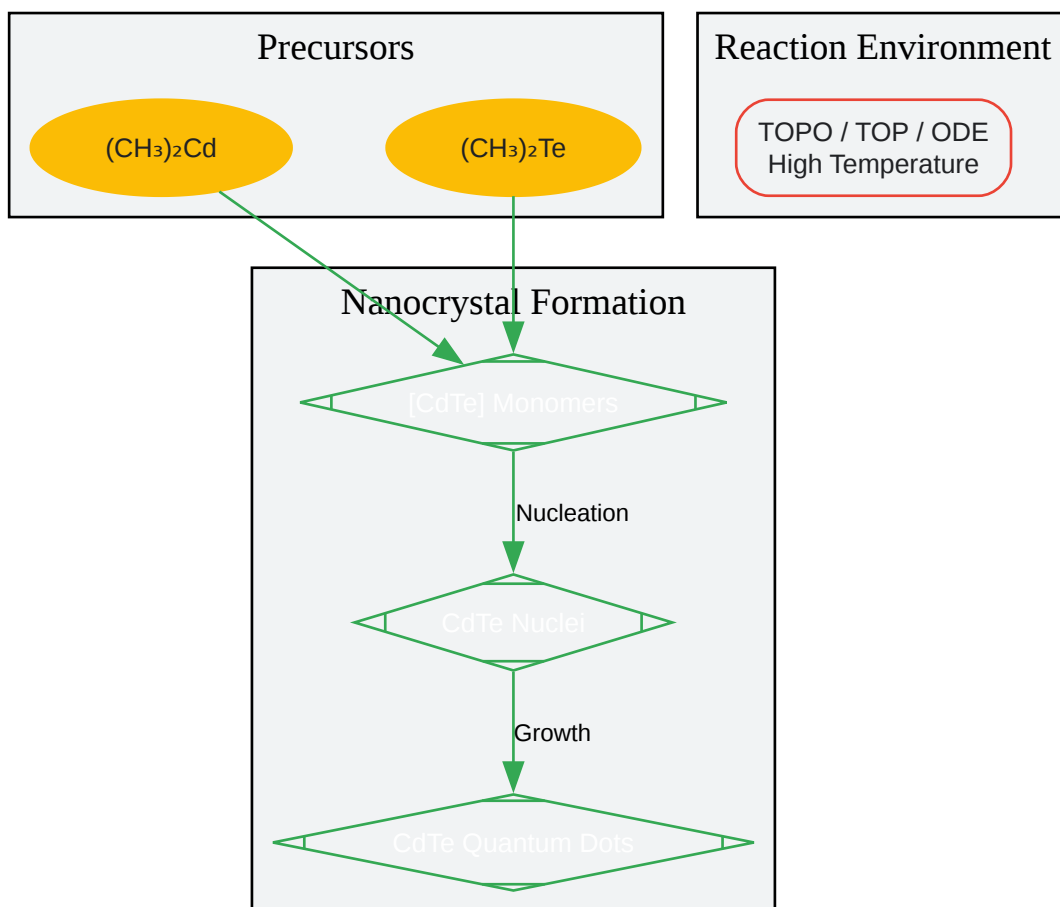 Precursors
(CH₃)₂Cd
(CH₃)₂Te
Reaction Environment
TOPO / TOP / ODE
High Temperature
Nanocrystal Formation
[CdTe] Monomers
Nucleation
CdTe Nuclei
Growth
CdTe Quantum Dots